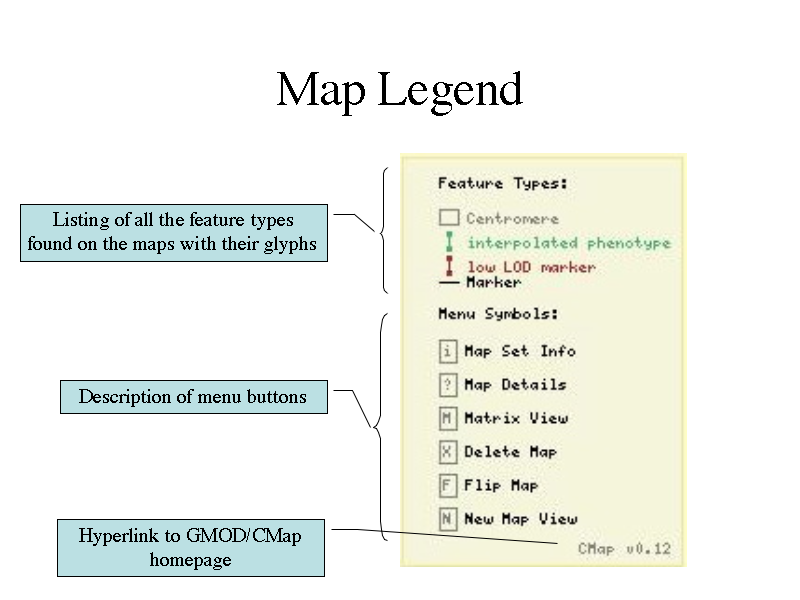 Map Legend
Listing of all the feature types
found on the maps with their glyphs
Description of menu buttons
Hyperlink to GMOD/CMap
homepage
Feature Types:
Centromere
interpolated phenotype
low LOD marker
Marker
Menu Symbols:
i Map Set Info
? Map Details
M Matrix View
X Delete Map
F Flip Map
N New Map View
CMap v0.12